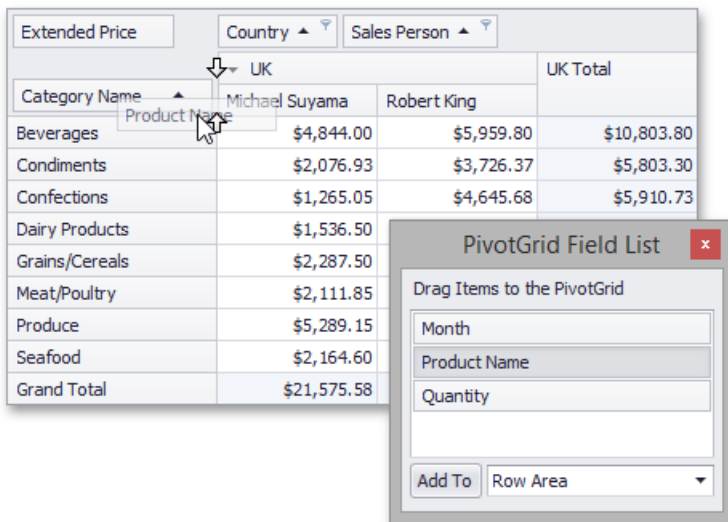 Extended Price Country Sales Person
UK UK Total
Category Name Michael Suyama Robert King
Product Name
Beverages $4,844.00 $5,959.80 $10,803.80
Condiments $2,076.93 $3,726.37 $5,803.30
Confections $1,265.05 $4,645.68 $5,910.73
Dairy Products $1,536.50
Grains/Cereals $2,287.50
Meat/Poultry $2,111.85
Produce $5,289.15
Seafood $2,164.60
Grand Total $21,575.58
PivotGrid Field List x
Drag Items to the PivotGrid
Month
Product Name
Quantity
Add To Row Area